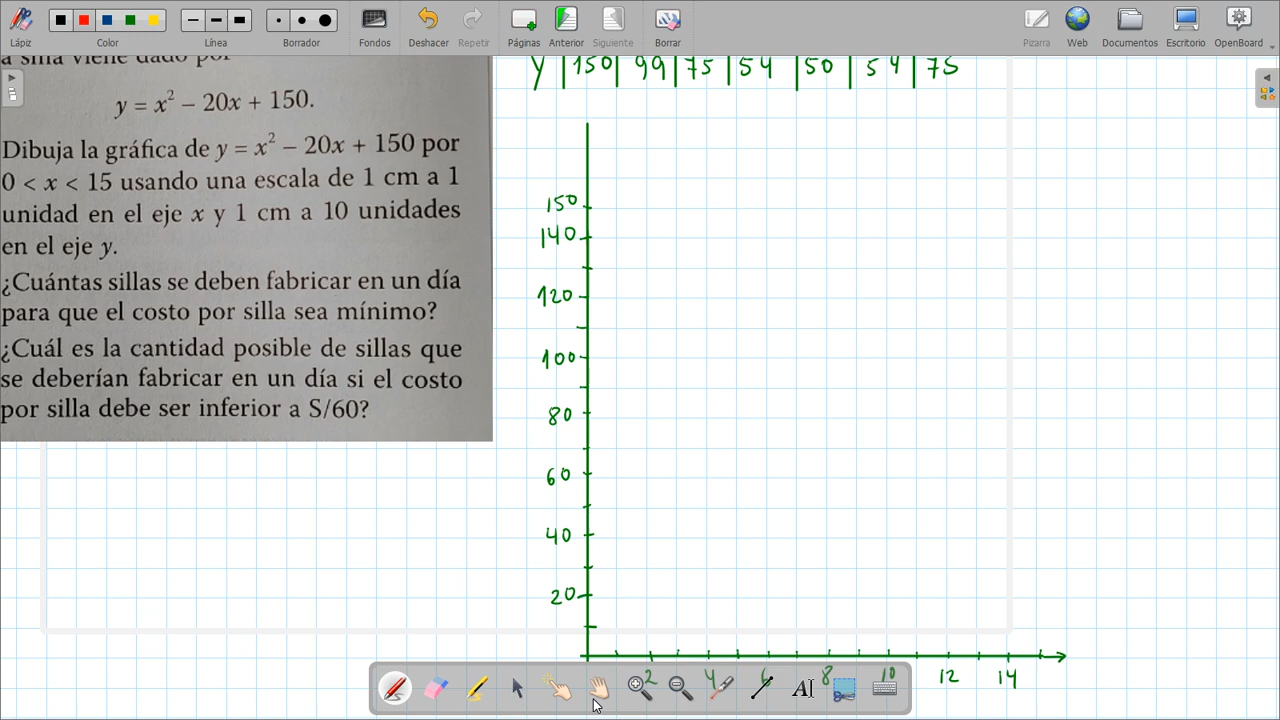 Lápiz Color Línea Borrador Fondos Deshacer Repetir Páginas Anterior Siguiente Borrar Pizarra Web Documentos Escritorio OpenBoard
a silla viene dado por
y = x² − 20x + 150.
Dibuja la gráfica de y = x² − 20x + 150 por
0 < x < 15 usando una escala de 1 cm a 1
unidad en el eje x y 1 cm a 10 unidades
en el eje y.
¿Cuántas sillas se deben fabricar en un día
para que el costo por silla sea mínimo?
¿Cuál es la cantidad posible de sillas que
se deberían fabricar en un día si el costo
por silla debe ser inferior a S/60?
y | 150 | 99 | 75 | 54 | 50 | 54 | 75
150
140
120
100
80
60
40
20
2 4 6 8 10 12 14
AI